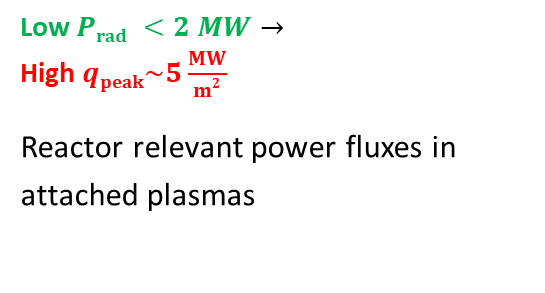 Low P_rad < 2 MW →
High q_peak~5 MW/m²
Reactor relevant power fluxes in
attached plasmas